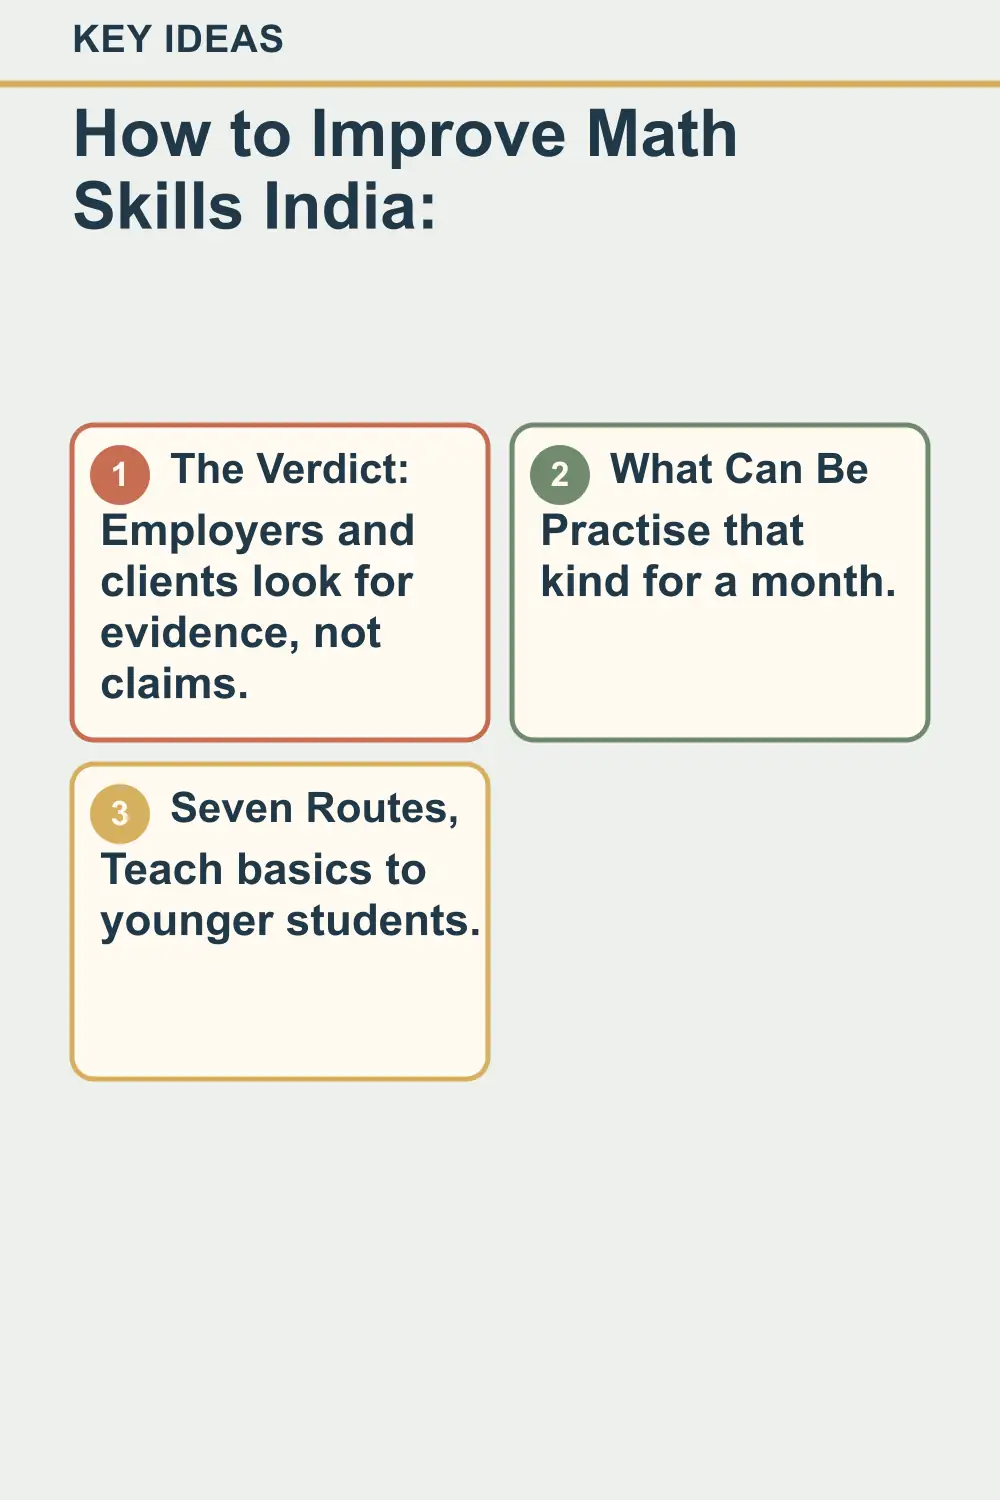 KEY IDEAS
How to Improve Math
Skills India:
1 The Verdict:
Employers and
clients look for
evidence, not
claims.
2 What Can Be
Practise that
kind for a month.
3 Seven Routes,
Teach basics to
younger students.